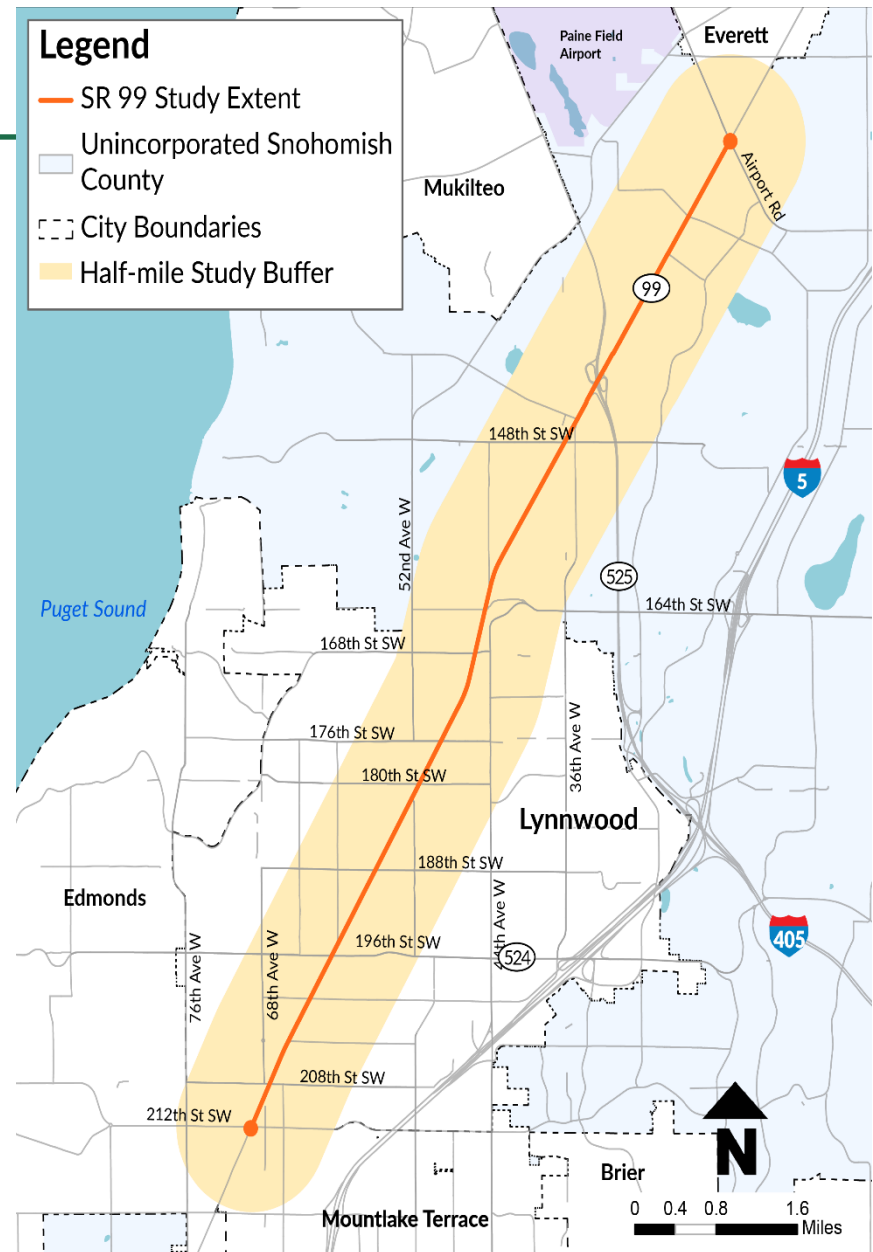 Legend
SR 99 Study Extent
Unincorporated Snohomish
County
City Boundaries
Half-mile Study Buffer
Paine Field
Airport
Everett
Mukilteo
Airport Rd
99
148th St SW
5
52nd Ave W
525
164th St SW
Puget Sound
168th St SW
36th Ave W
176th St SW
180th St SW
Lynnwood
188th St SW
Edmonds
196th St SW
524
405
76th Ave W
68th Ave W
208th St SW
212th St SW
N
Brier
Mountlake Terrace
0 0.4 0.8 1.6
Miles